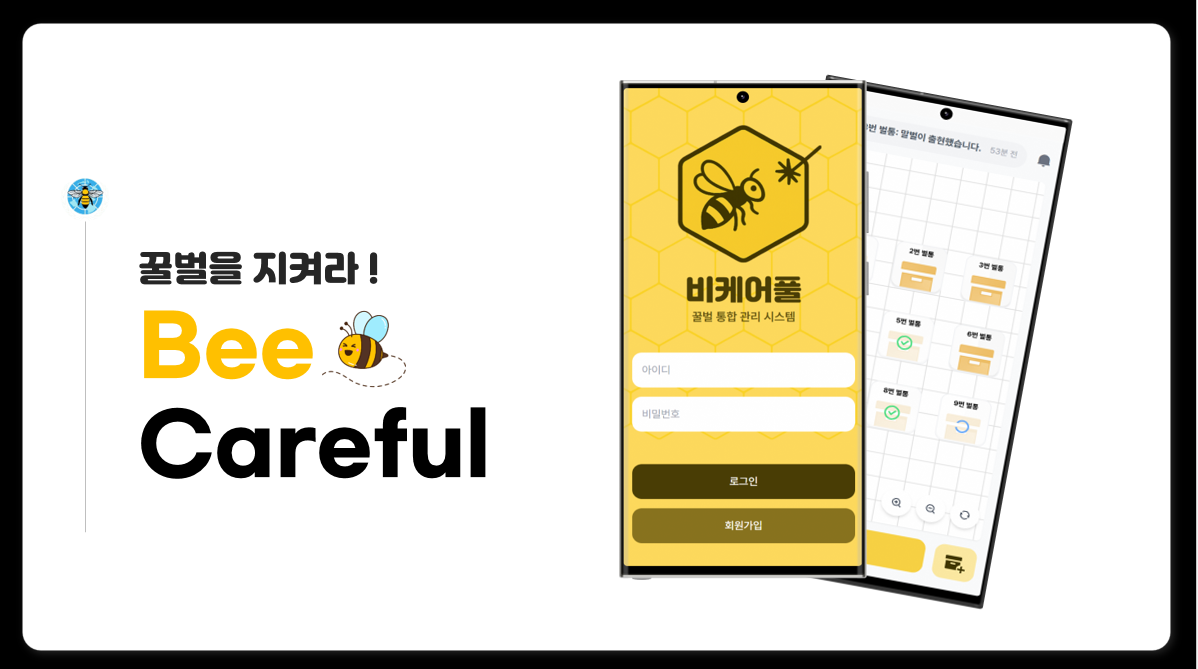 꿀벌을 지켜라 !
Bee
Careful
비케어풀
꿀벌 통합 관리 시스템
아이디
비밀번호
로그인
회원가입
번 벌통: 말벌이 출현했습니다. 53분 전
2번 벌통
3번 벌통
5번 벌통
6번 벌통
8번 벌통
9번 벌통